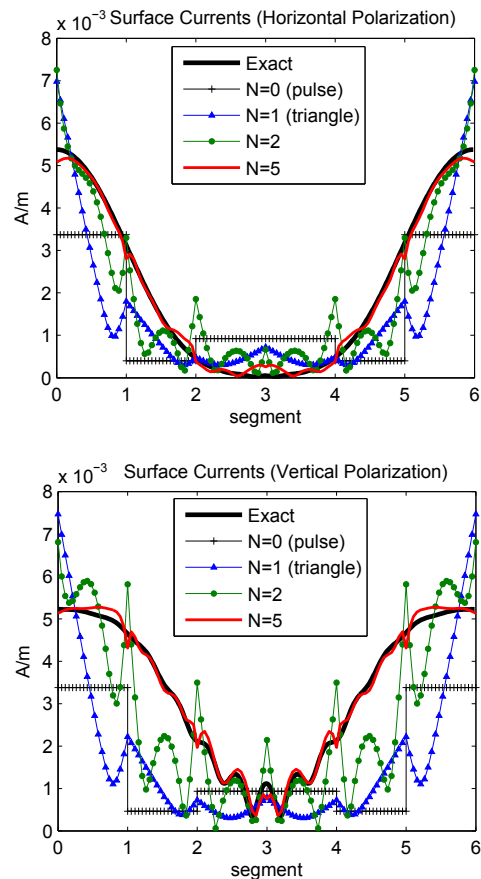 x 10⁻³ Surface Currents (Horizontal Polarization)
8
7
6
5
4
3
2
1
0
A/m
Exact
N=0 (pulse)
N=1 (triangle)
N=2
N=5
0 1 2 3 4 5 6
segment
x 10⁻³ Surface Currents (Vertical Polarization)
8
7
6
5
4
3
2
1
0
A/m
Exact
N=0 (pulse)
N=1 (triangle)
N=2
N=5
0 1 2 3 4 5 6
segment